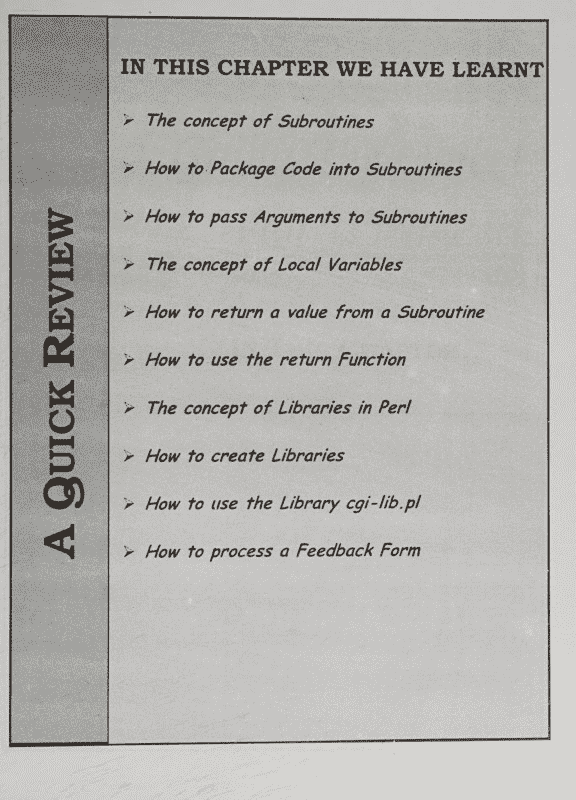 A QUICK REVIEW
IN THIS CHAPTER WE HAVE LEARNT
➢ The concept of Subroutines
➢ How to Package Code into Subroutines
➢ How to pass Arguments to Subroutines
➢ The concept of Local Variables
➢ How to return a value from a Subroutine
➢ How to use the return Function
➢ The concept of Libraries in Perl
➢ How to create Libraries
➢ How to use the Library cgi-lib.pl
➢ How to process a Feedback Form